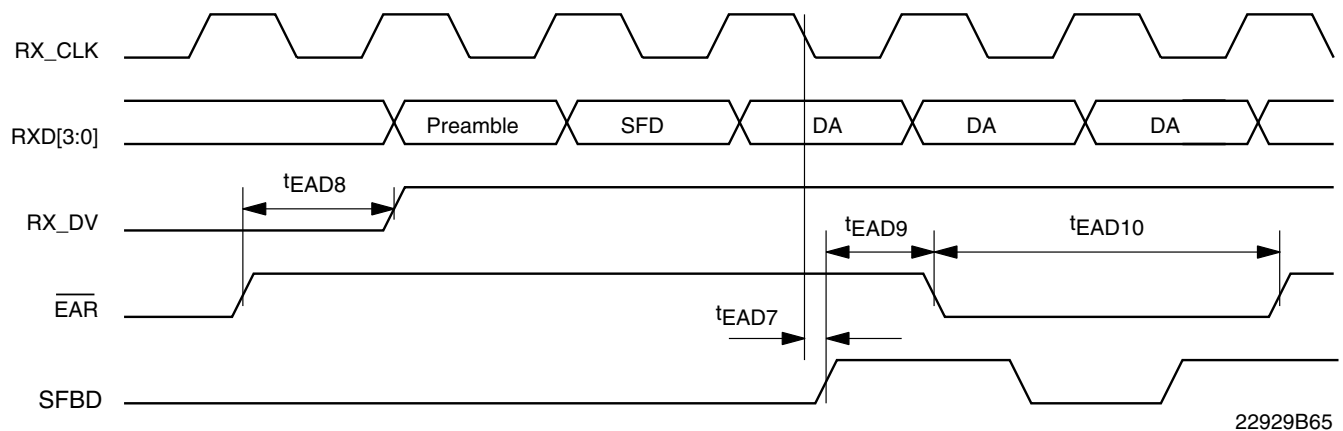 RX_CLK
RXD[3:0]
Preamble
SFD
DA
DA
DA
tEAD8
RX_DV
tEAD9
tEAD10
EAR
tEAD7
SFBD
22929B65